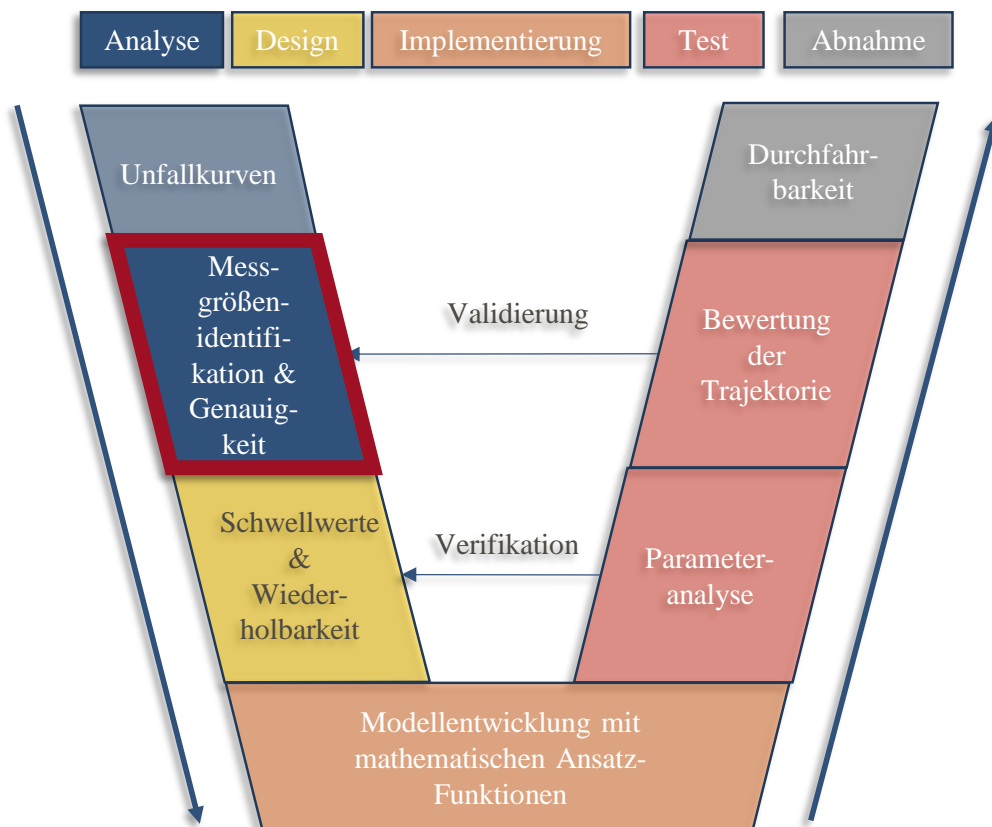 Analyse
Design
Implementierung
Test
Abnahme
Unfallkurven
Durchfahr-
barkeit
Mess-
größen-
identifi-
kation &
Genauig-
keit
Validierung
Bewertung
der
Trajektorie
Schwellwerte
&
Wieder-
holbarkeit
Verifikation
Parameter-
analyse
Modellentwicklung mit
mathematischen Ansatz-
Funktionen